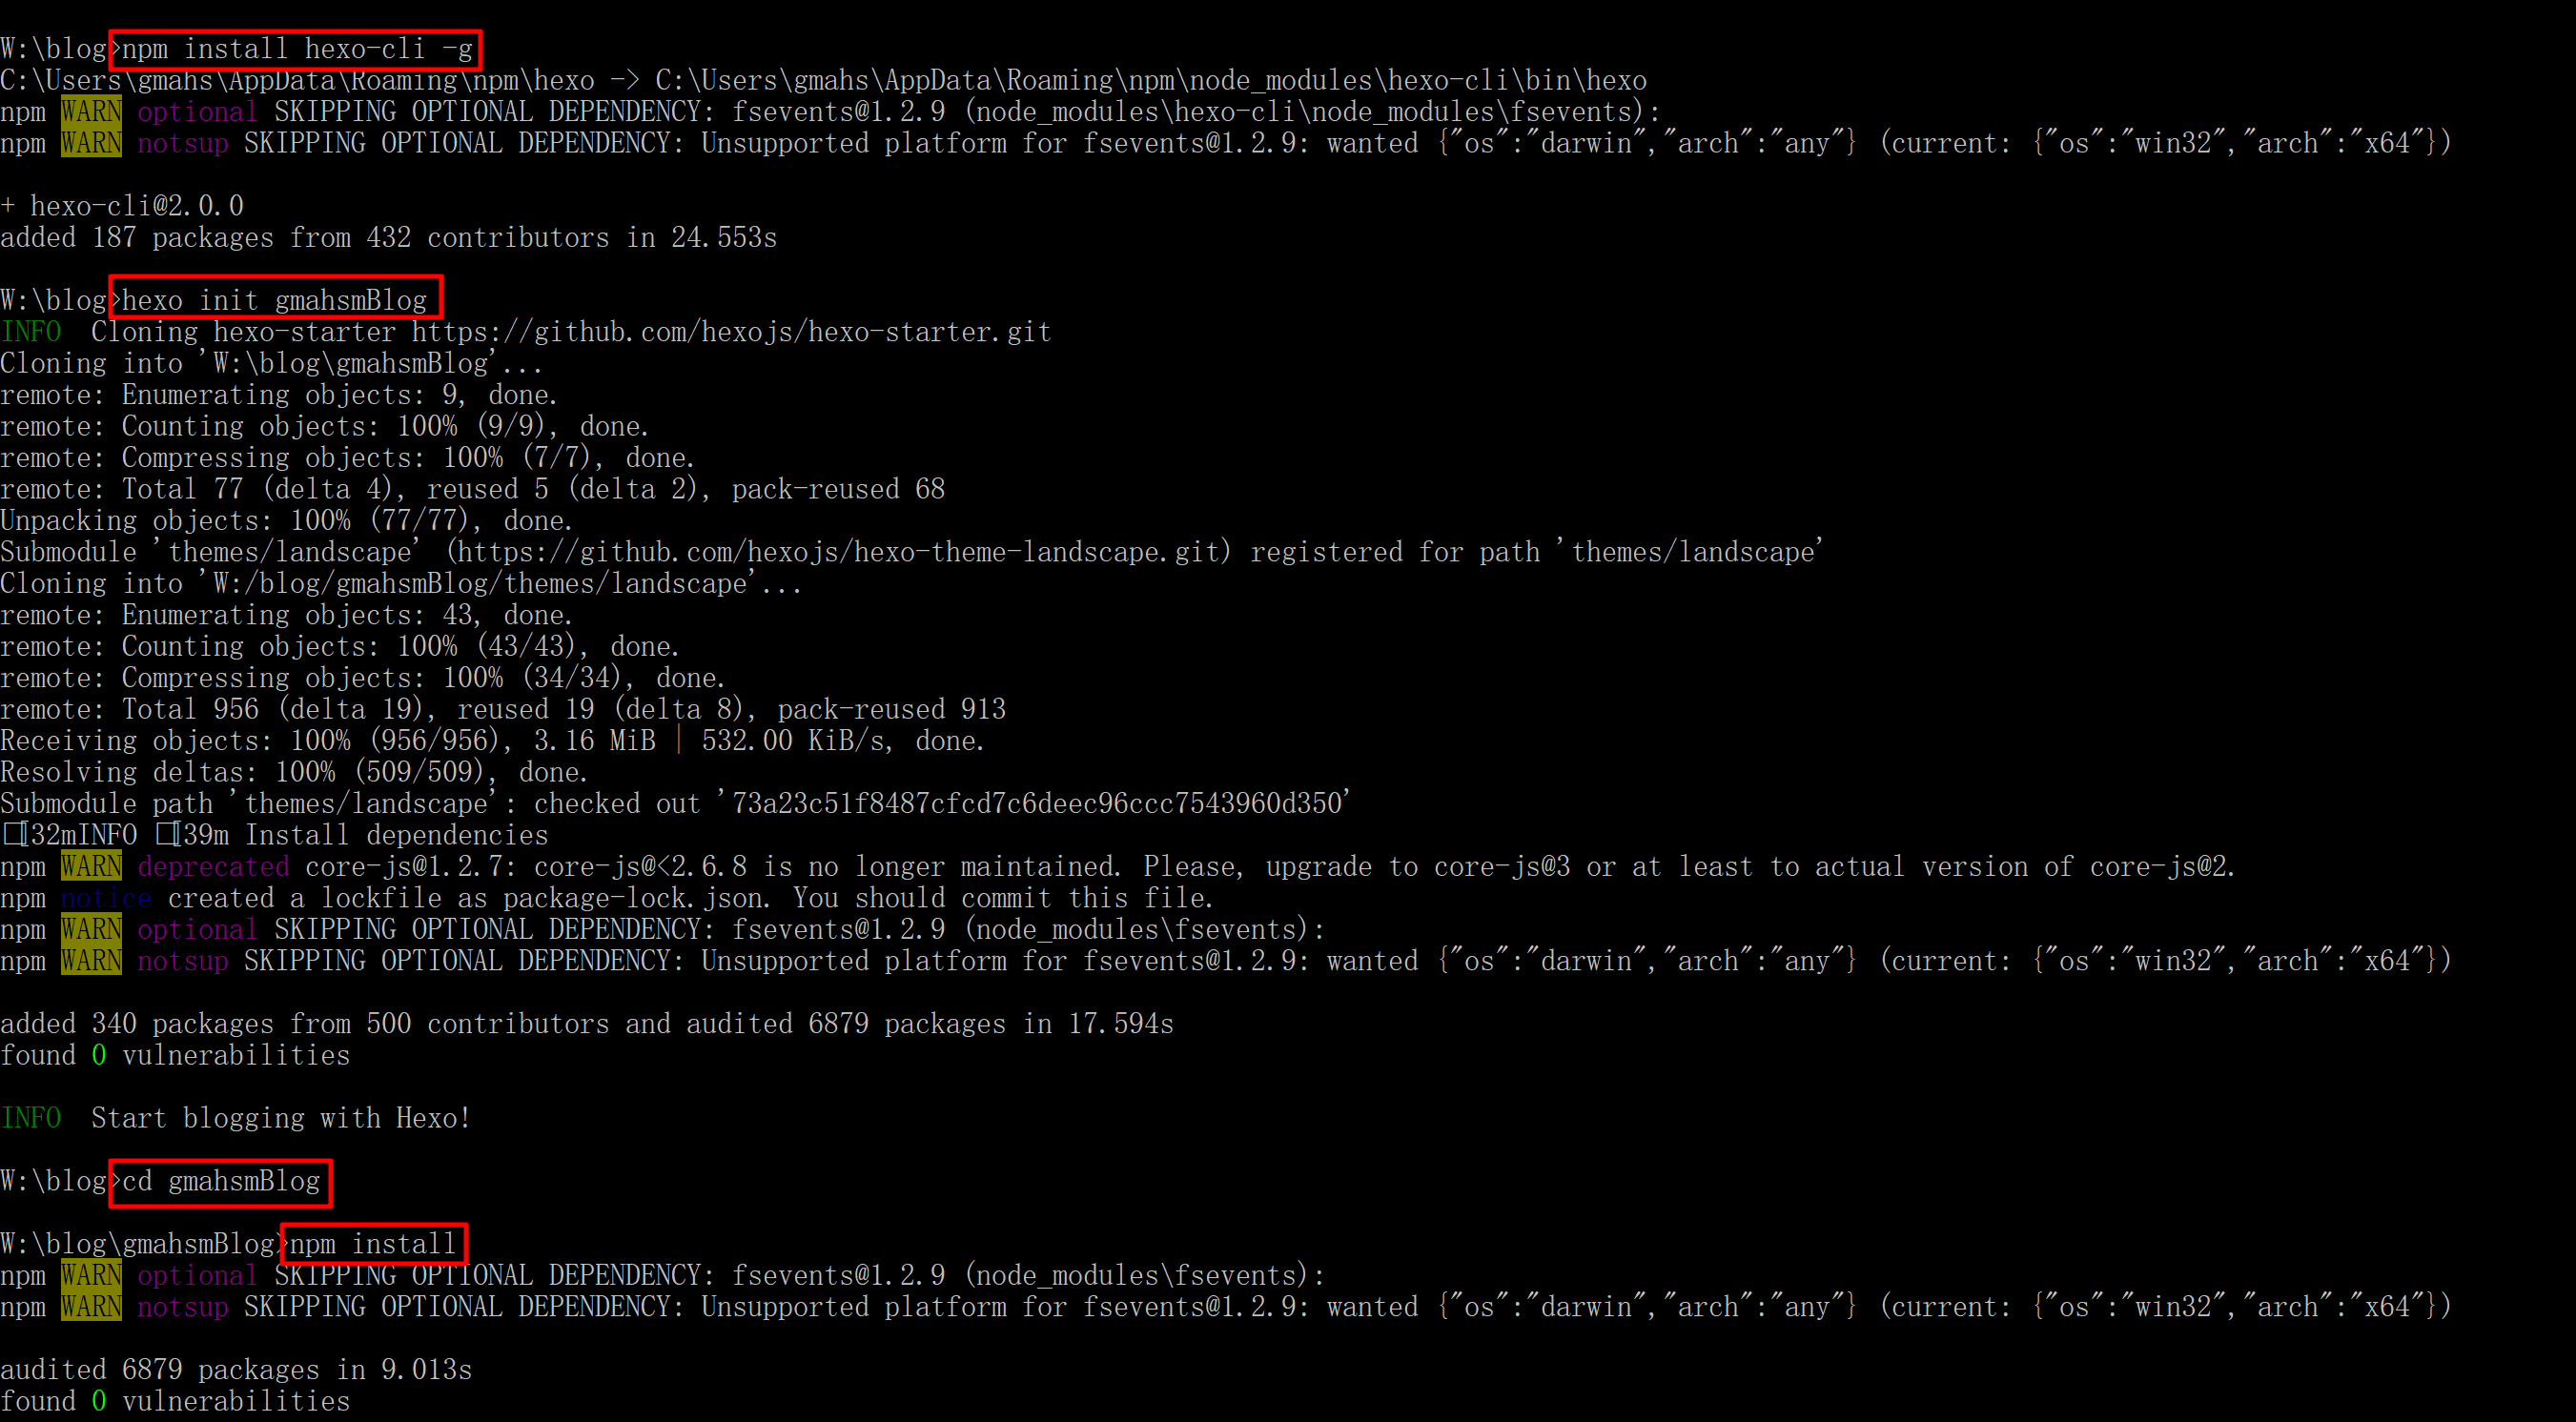 W:\blog>npm install hexo-cli -g
C:\Users\gmahs\AppData\Roaming\npm\hexo -> C:\Users\gmahs\AppData\Roaming\npm\node_modules\hexo-cli\bin\hexo
npm WARN optional SKIPPING OPTIONAL DEPENDENCY: fsevents@1.2.9 (node_modules\hexo-cli\node_modules\fsevents):
npm WARN notsup SKIPPING OPTIONAL DEPENDENCY: Unsupported platform for fsevents@1.2.9: wanted {"os":"darwin","arch":"any"} (current: {"os":"win32","arch":"x64"})
+ hexo-cli@2.0.0
added 187 packages from 432 contributors in 24.553s
W:\blog>hexo init gmahsmBlog
INFO  Cloning hexo-starter https://github.com/hexojs/hexo-starter.git
Cloning into 'W:\blog\gmahsmBlog'...
remote: Enumerating objects: 9, done.
remote: Counting objects: 100% (9/9), done.
remote: Compressing objects: 100% (7/7), done.
remote: Total 77 (delta 4), reused 5 (delta 2), pack-reused 68
Unpacking objects: 100% (77/77), done.
Submodule 'themes/landscape' (https://github.com/hexojs/hexo-theme-landscape.git) registered for path 'themes/landscape'
Cloning into 'W:/blog/gmahsmBlog/themes/landscape'...
remote: Enumerating objects: 43, done.
remote: Counting objects: 100% (43/43), done.
remote: Compressing objects: 100% (34/34), done.
remote: Total 956 (delta 19), reused 19 (delta 8), pack-reused 913
Receiving objects: 100% (956/956), 3.16 MiB | 532.00 KiB/s, done.
Resolving deltas: 100% (509/509), done.
Submodule path 'themes/landscape': checked out '73a23c51f8487cfcd7c6deec96ccc7543960d350'
□[32mINFO □[39m Install dependencies
npm WARN deprecated core-js@1.2.7: core-js@<2.6.8 is no longer maintained. Please, upgrade to core-js@3 or at least to actual version of core-js@2.
npm notice created a lockfile as package-lock.json. You should commit this file.
npm WARN optional SKIPPING OPTIONAL DEPENDENCY: fsevents@1.2.9 (node_modules\fsevents):
npm WARN notsup SKIPPING OPTIONAL DEPENDENCY: Unsupported platform for fsevents@1.2.9: wanted {"os":"darwin","arch":"any"} (current: {"os":"win32","arch":"x64"})
added 340 packages from 500 contributors and audited 6879 packages in 17.594s
found 0 vulnerabilities
INFO  Start blogging with Hexo!
W:\blog>cd gmahsmBlog
W:\blog\gmahsmBlog>npm install
npm WARN optional SKIPPING OPTIONAL DEPENDENCY: fsevents@1.2.9 (node_modules\fsevents):
npm WARN notsup SKIPPING OPTIONAL DEPENDENCY: Unsupported platform for fsevents@1.2.9: wanted {"os":"darwin","arch":"any"} (current: {"os":"win32","arch":"x64"})
audited 6879 packages in 9.013s
found 0 vulnerabilities